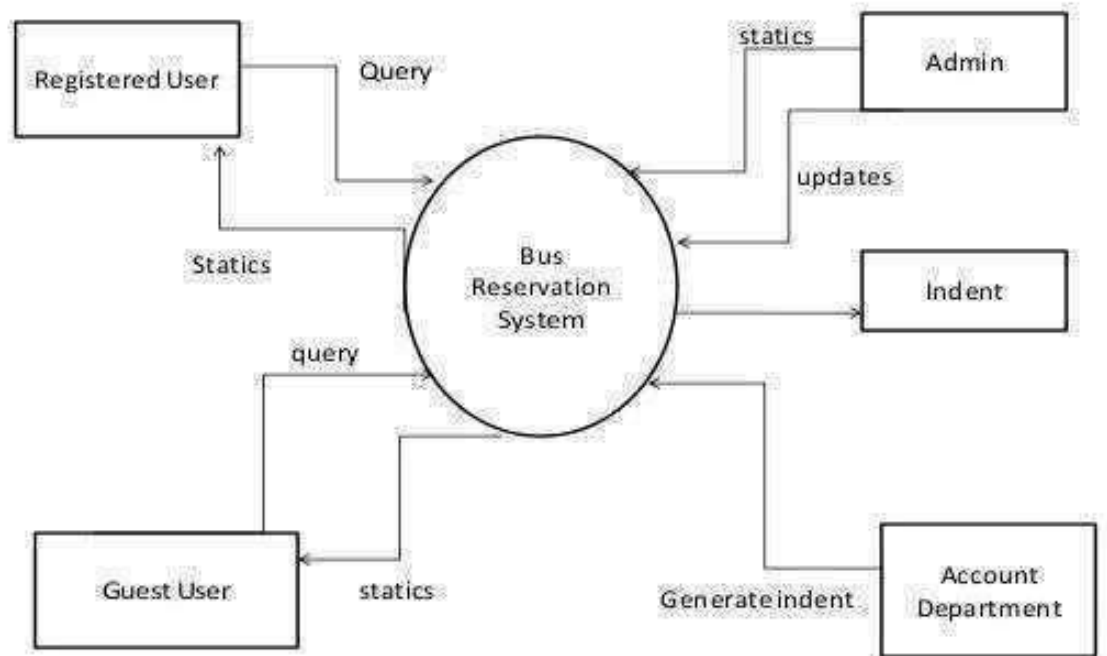 statics
Admin
Registered User
Query
updates
Statics
Bus
Reservation
System
Indent
query
Guest User
statics
Generate indent
Account
Department